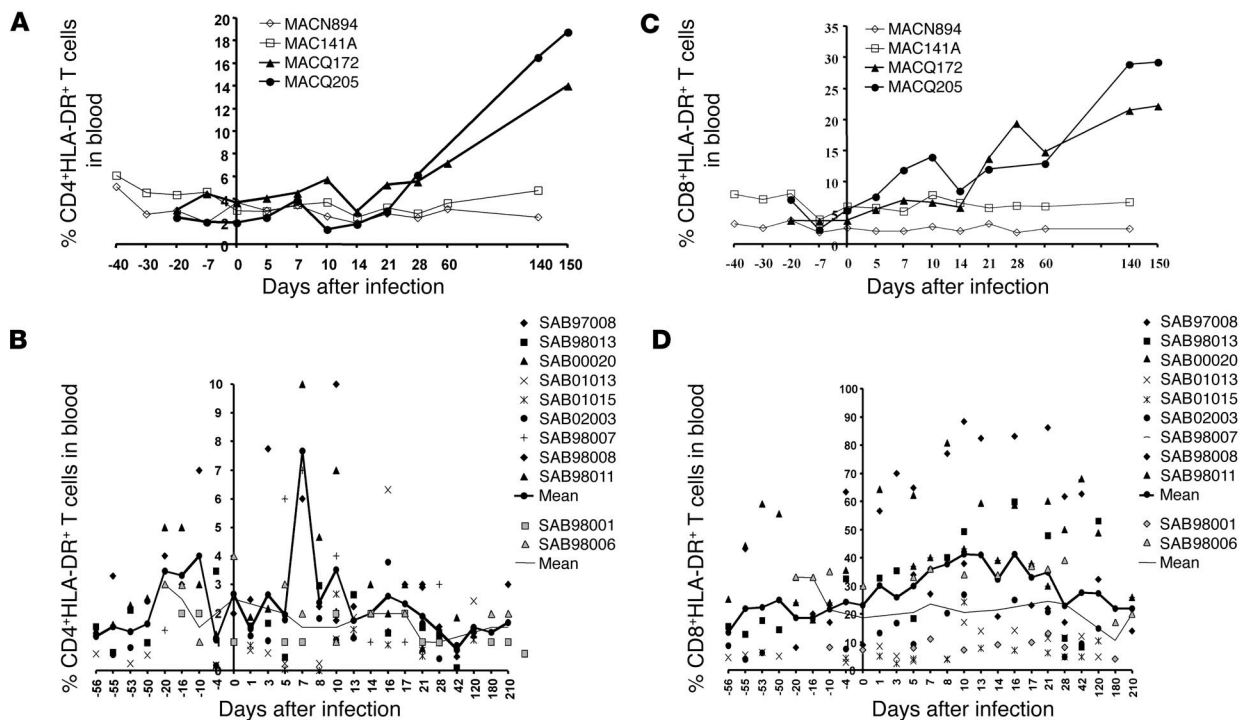 A
% CD4+HLA-DR+ T cells in blood
20
18
16
14
12
10
8
6
4
2
0
MACN894
MAC141A
MACQ172
MACQ205
-40 -30 -20 -7 0 5 7 10 14 21 28 60 140 150
Days after infection
C
% CD8+HLA-DR+ T cells in blood
35
30
25
20
15
10
5
0
MACN894
MAC141A
MACQ172
MACQ205
-40 -30 -20 -7 0 5 7 10 14 21 28 60 140 150
Days after infection
B
% CD4+HLA-DR+ T cells in blood
10
9
8
7
6
5
4
3
2
1
0
SAB97008
SAB98013
SAB00020
SAB01013
SAB01015
SAB02003
SAB98007
SAB98008
SAB98011
Mean
SAB98001
SAB98006
Mean
-55 -55 -53 -50 -20 -16 -10 -4 0 1 3 5 7 8 10 13 14 16 17 21 28 42 120 180 210
Days after infection
D
% CD8+HLA-DR+ T cells in blood
100
90
80
70
60
50
40
30
20
10
0
SAB97008
SAB98013
SAB00020
SAB01013
SAB01015
SAB02003
SAB98007
SAB98008
SAB98011
Mean
SAB98001
SAB98006
Mean
-56 -55 -53 -50 -20 -16 -10 -4 0 1 3 5 7 8 10 13 14 16 17 21 28 42 120 180 210
Days after infection